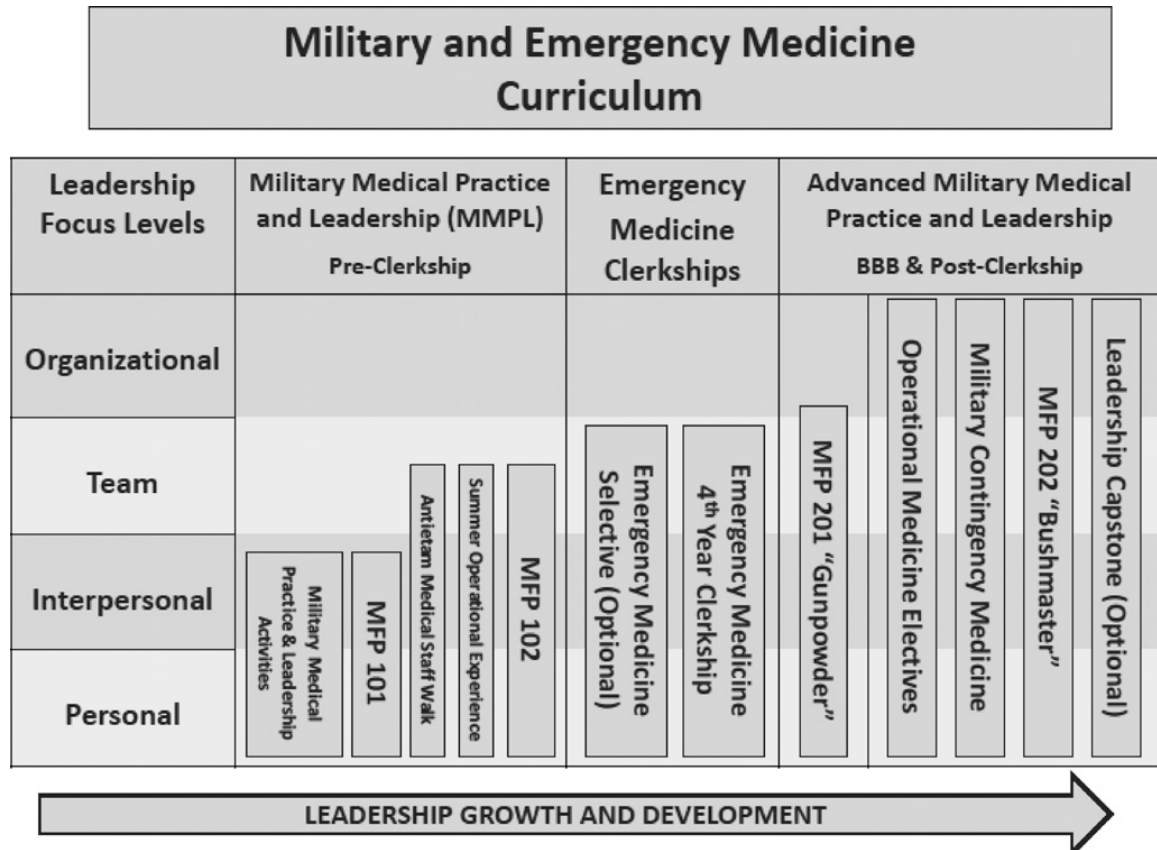 Military and Emergency Medicine
Curriculum
Leadership
Focus Levels
Military Medical Practice
and Leadership (MMPL)
Pre-Clerkship
Emergency
Medicine
Clerkships
Advanced Military Medical
Practice and Leadership
BBB & Post-Clerkship
Organizational
Team
Interpersonal
Personal
Military Medical
Practice & Leadership
Activities
MFP 101
Antietam Medical Staff Walk
Summer Operational Experience
MFP 102
Emergency Medicine
Selective (Optional)
Emergency Medicine
4th Year Clerkship
MFP 201 “Gunpowder”
Operational Medicine Electives
Military Contingency Medicine
MFP 202 “Bushmaster”
Leadership Capstone (Optional)
LEADERSHIP GROWTH AND DEVELOPMENT